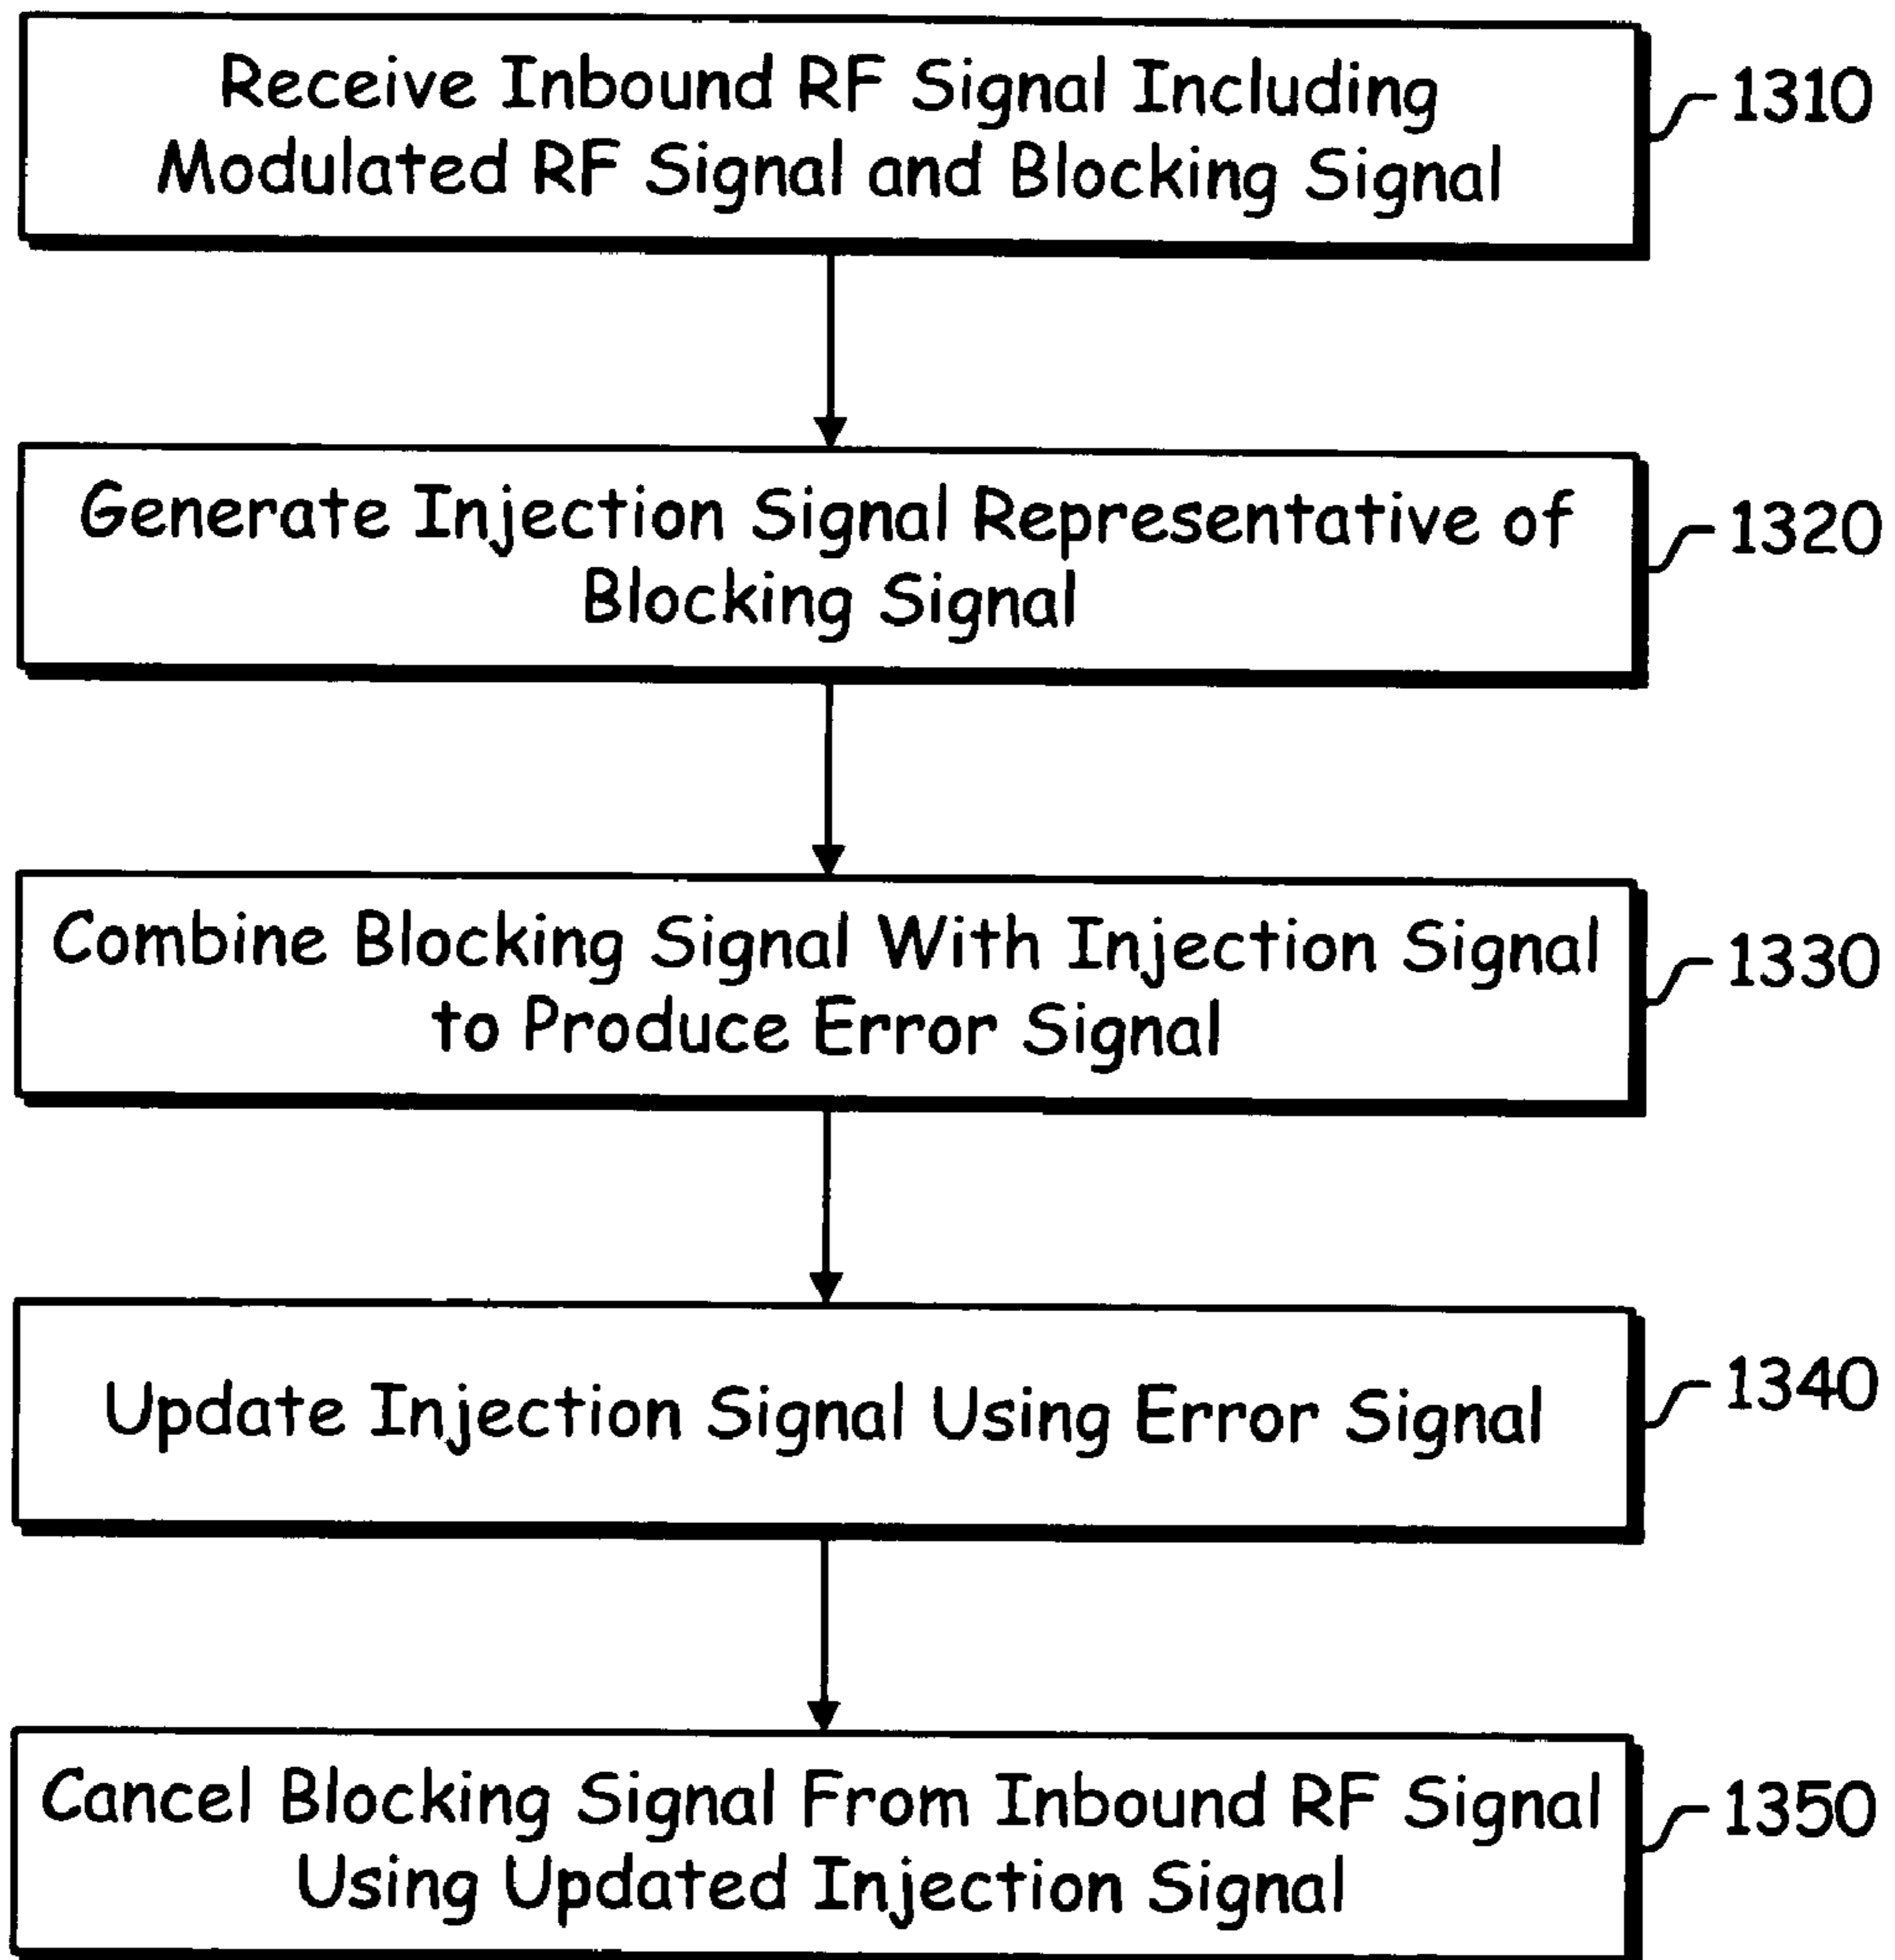 Receive Inbound RF Signal Including
Modulated RF Signal and Blocking Signal
1310
Generate Injection Signal Representative of
Blocking Signal
1320
Combine Blocking Signal With Injection Signal
to Produce Error Signal
1330
Update Injection Signal Using Error Signal
1340
Cancel Blocking Signal From Inbound RF Signal
Using Updated Injection Signal
1350